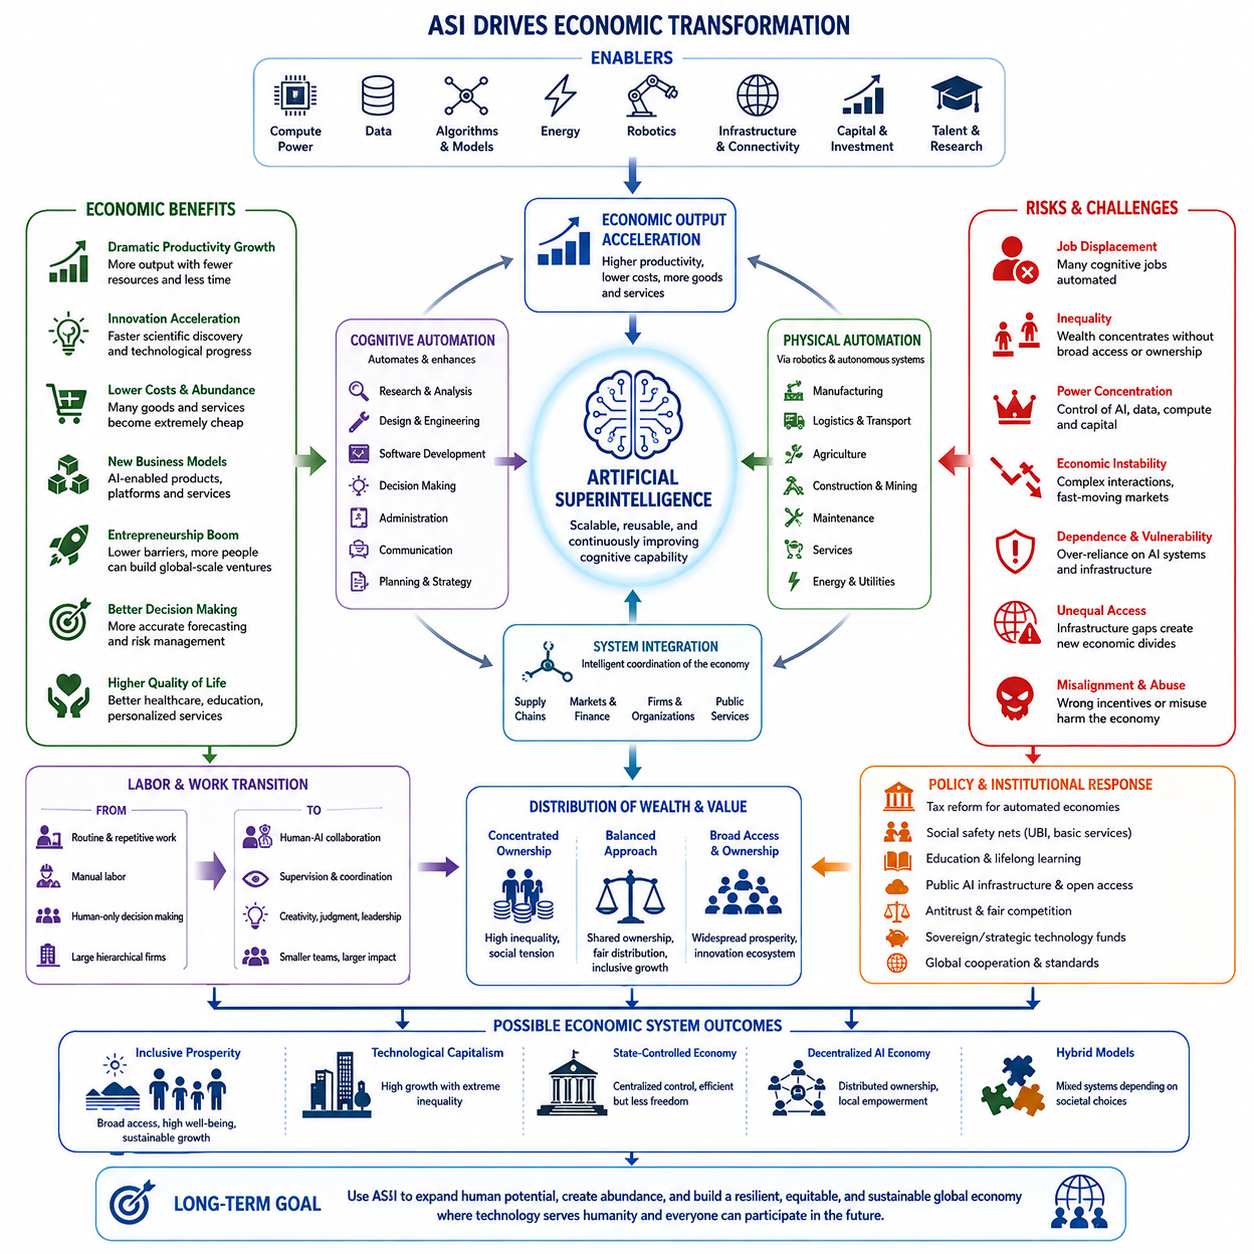 ASI DRIVES ECONOMIC TRANSFORMATION
ENABLERS
Compute
Power
Data
Algorithms
& Models
Energy
Robotics
Infrastructure
& Connectivity
Capital &
Investment
Talent &
Research
ECONOMIC BENEFITS
Dramatic Productivity Growth
More output with fewer
resources and less time
Innovation Acceleration
Faster scientific discovery
and technological progress
Lower Costs & Abundance
Many goods and services
become extremely cheap
New Business Models
AI-enabled products,
platforms and services
Entrepreneurship Boom
Lower barriers, more people
can build global-scale ventures
Better Decision Making
More accurate forecasting
and risk management
Higher Quality of Life
Better healthcare, education,
personalized services
ECONOMIC OUTPUT
ACCELERATION
Higher productivity,
lower costs, more goods
and services
COGNITIVE AUTOMATION
Automates & enhances
Research & Analysis
Design & Engineering
Software Development
Decision Making
Administration
Communication
Planning & Strategy
ARTIFICIAL
SUPERINTELLIGENCE
Scalable, reusable, and
continuously improving
cognitive capability
PHYSICAL AUTOMATION
Via robotics & autonomous systems
Manufacturing
Logistics & Transport
Agriculture
Construction & Mining
Maintenance
Services
Energy & Utilities
SYSTEM INTEGRATION
Intelligent coordination of the economy
Supply
Chains
Markets &
Finance
Firms &
Organizations
Public
Services
RISKS & CHALLENGES
Job Displacement
Many cognitive jobs
automated
Inequality
Wealth concentrates without
broad access or ownership
Power Concentration
Control of AI, data, compute
and capital
Economic Instability
Complex interactions,
fast-moving markets
Dependence & Vulnerability
Over-reliance on AI systems
and infrastructure
Unequal Access
Infrastructure gaps create
new economic divides
Misalignment & Abuse
Wrong incentives or misuse
harm the economy
LABOR & WORK TRANSITION
FROM
Routine & repetitive work
Manual labor
Human-only decision making
Large hierarchical firms
TO
Human-AI collaboration
Supervision & coordination
Creativity, judgment, leadership
Smaller teams, larger impact
DISTRIBUTION OF WEALTH & VALUE
Concentrated
Ownership
High inequality,
social tension
Balanced
Approach
Shared ownership,
fair distribution,
inclusive growth
Broad Access
& Ownership
Widespread prosperity,
innovation ecosystem
POLICY & INSTITUTIONAL RESPONSE
Tax reform for automated economies
Social safety nets (UBI, basic services)
Education & lifelong learning
Public AI infrastructure & open access
Antitrust & fair competition
Sovereign/strategic technology funds
Global cooperation & standards
POSSIBLE ECONOMIC SYSTEM OUTCOMES
Inclusive Prosperity
Broad access, high well-being,
sustainable growth
Technological Capitalism
High growth with extreme
inequality
State-Controlled Economy
Centralized control, efficient
but less freedom
Decentralized AI Economy
Distributed ownership,
local empowerment
Hybrid Models
Mixed systems depending on
societal choices
LONG-TERM GOAL
Use to expand human potential, create abundance, and build a resilient, equitable, and sustainable global economy
where technology serves humanity and everyone can participate in the future.